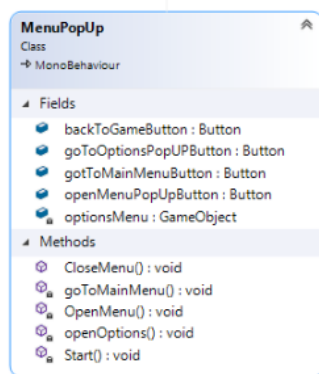 MenuPopUp
Class
MonoBehaviour
Fields
backToGameButton : Button
goToOptionsPopUPButton : Button
gotToMainMenuButton : Button
openMenuPopUpButton : Button
optionsMenu : GameObject
Methods
CloseMenu() : void
goToMainMenu() : void
OpenMenu() : void
openOptions() : void
Start() : void